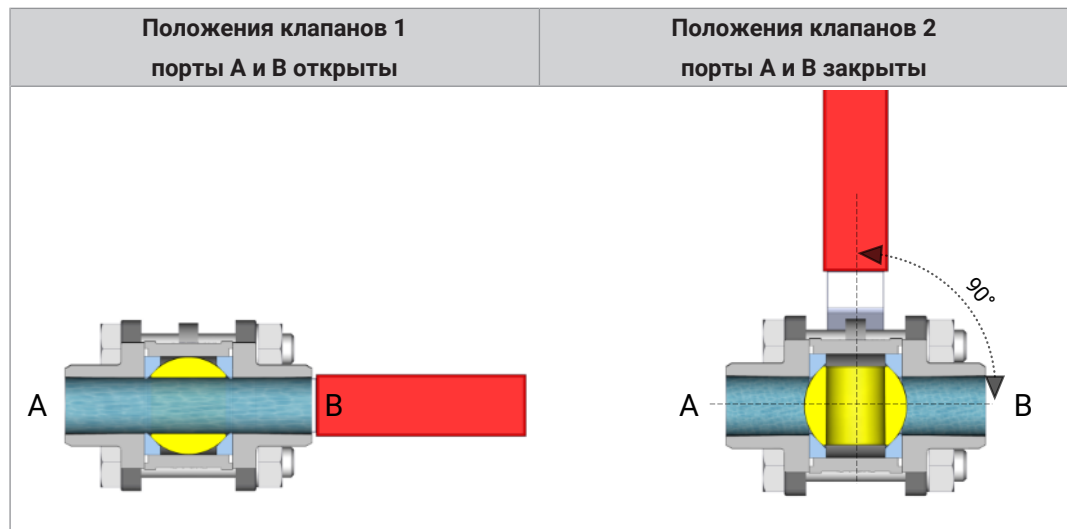 Положения клапанов 1
порты A и B открыты
Положения клапанов 2
порты A и B закрыты
A
B
A
B
90°